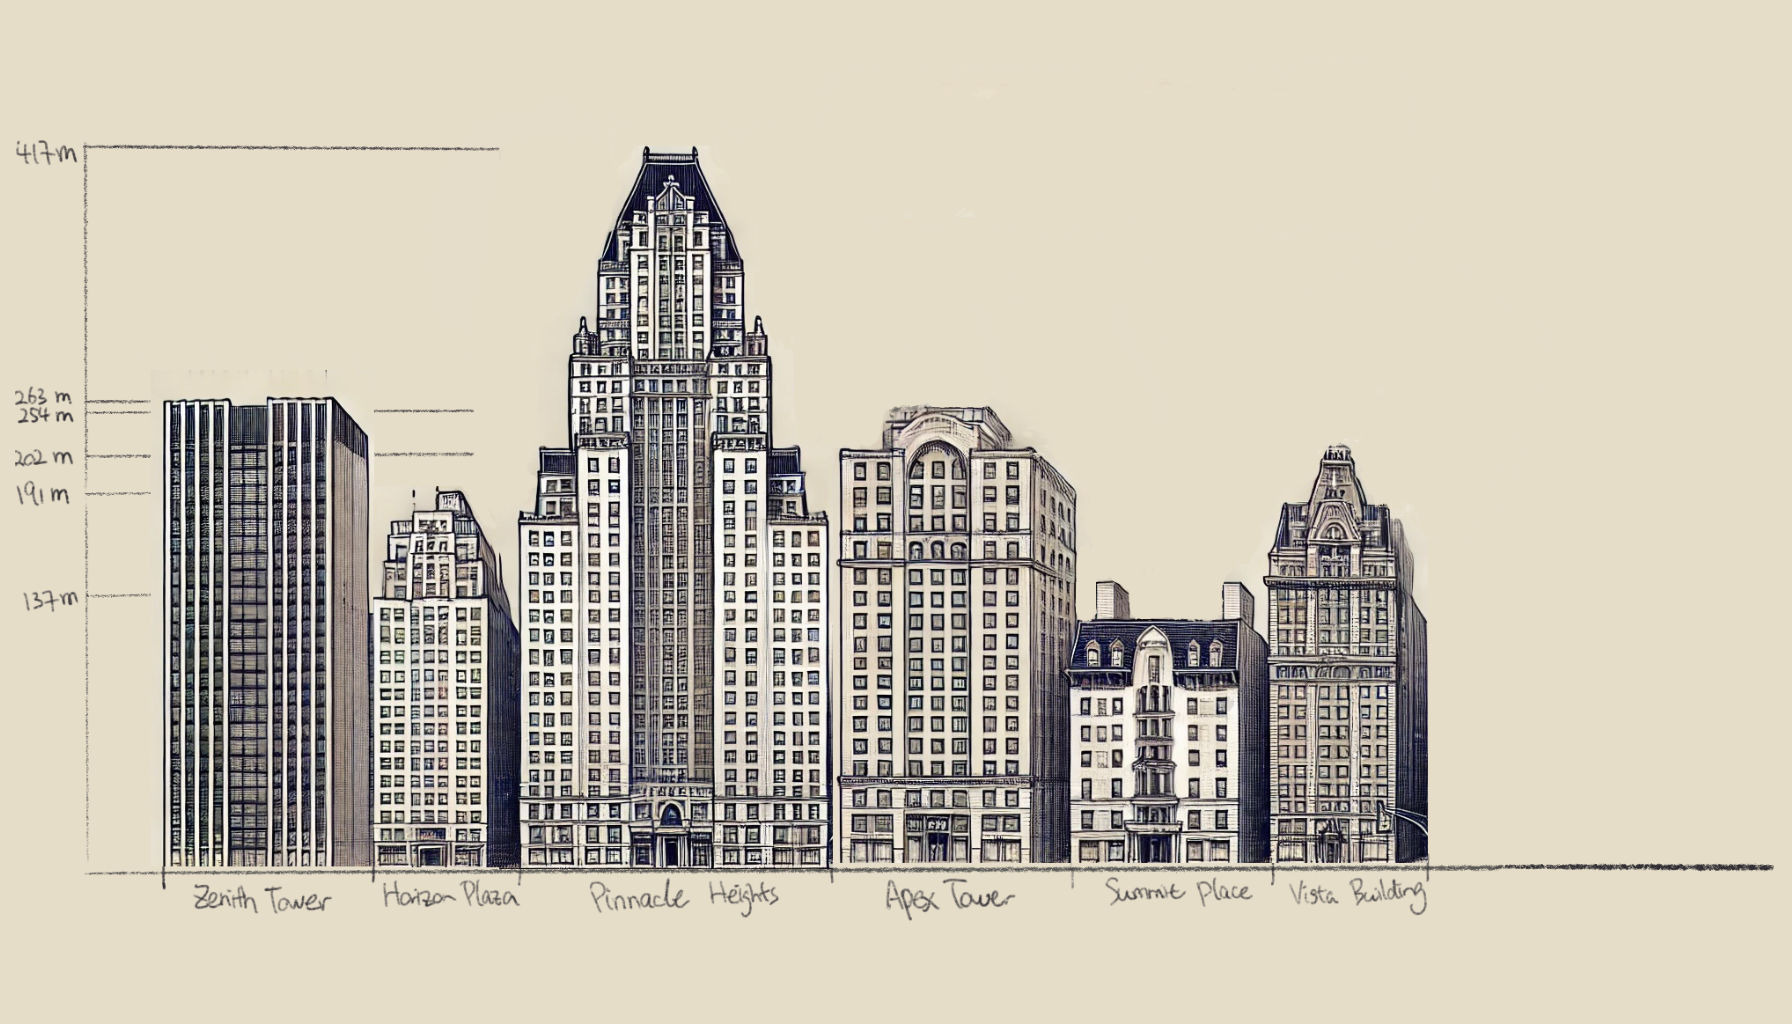 417m
263 m
254 m
202 m
191 m
137m
Zenith Tower
Horizon Plaza
Pinnacle Heights
Apex Tower
Summit place
Vista Building